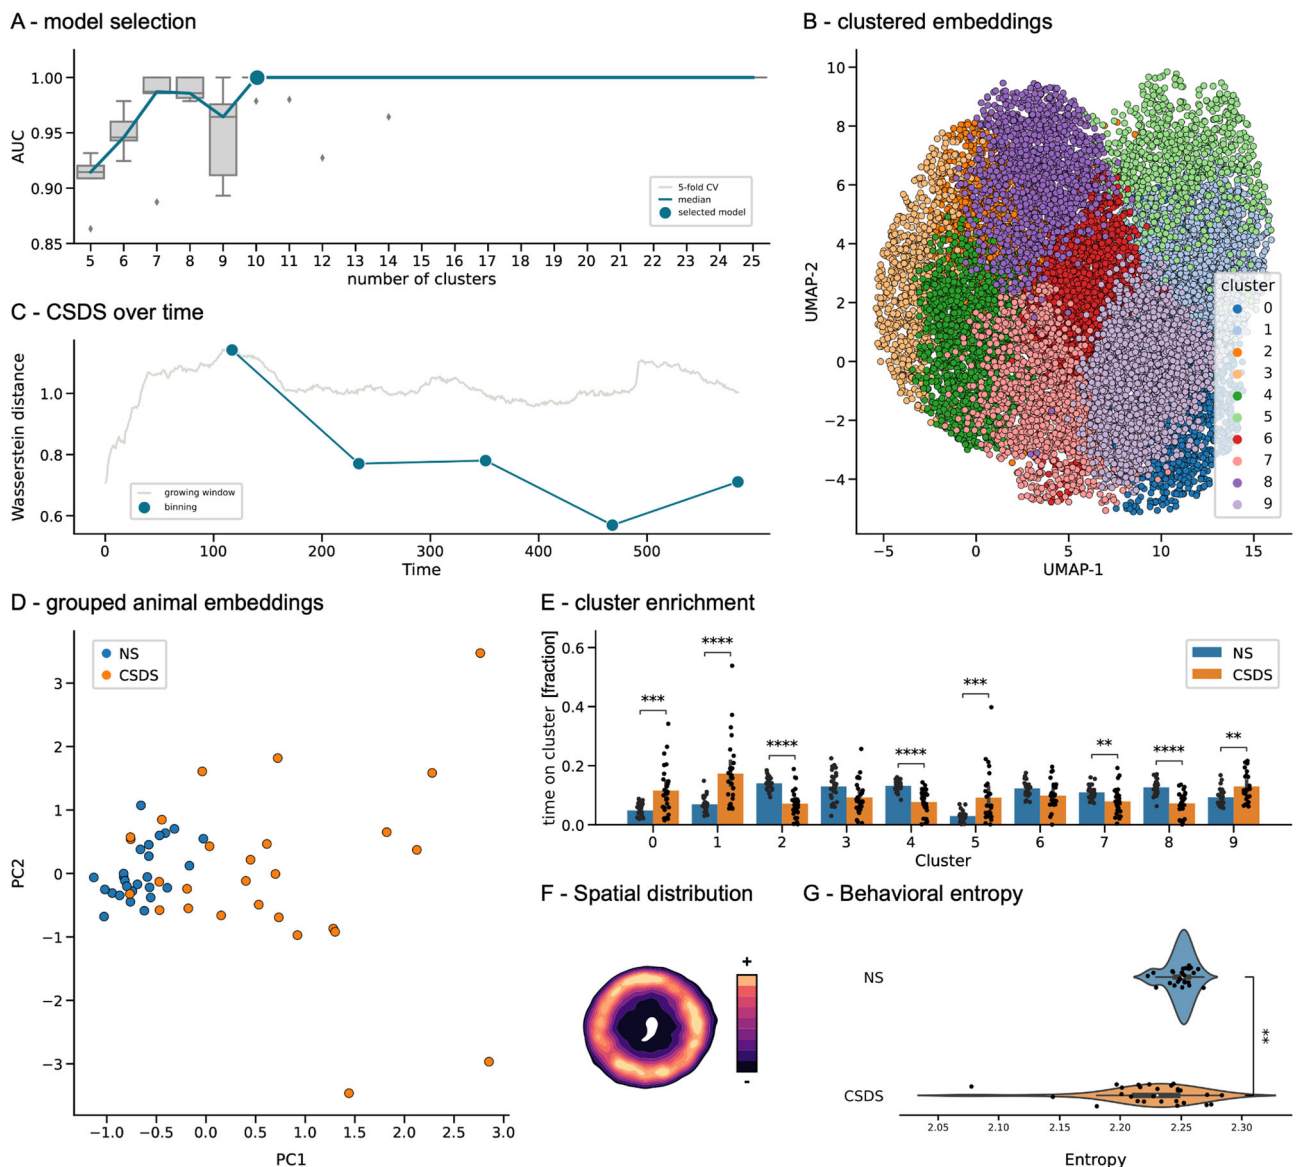 A - model selection
AUC
1.00
0.95
0.90
0.85
5-fold CV
median
selected model
5 6 7 8 9 10 11 12 13 14 15 16 17 18 19 20 21 22 23 24 25
number of clusters
B - clustered embeddings
UMAP-2
10
8
6
4
2
0
−2
−4
cluster
0
1
2
3
4
5
6
7
8
9
−5 0 5 10 15
UMAP-1
C - CSDS over time
Wasserstein distance
1.0
0.8
0.6
growing window
binning
0 100 200 300 400 500
Time
D - grouped animal embeddings
NS
CSDS
PC2
3
2
1
0
−1
−2
−3
−1.0 −0.5 0.0 0.5 1.0 1.5 2.0 2.5 3.0
PC1
E - cluster enrichment
time on cluster [fraction]
0.6
0.4
0.2
0.0
*** **** **** **** *** ** **** **
NS
CSDS
0 1 2 3 4 5 6 7 8 9
Cluster
F - Spatial distribution
+
-
G - Behavioral entropy
NS
**
CSDS
2.05 2.10 2.15 2.20 2.25 2.30
Entropy